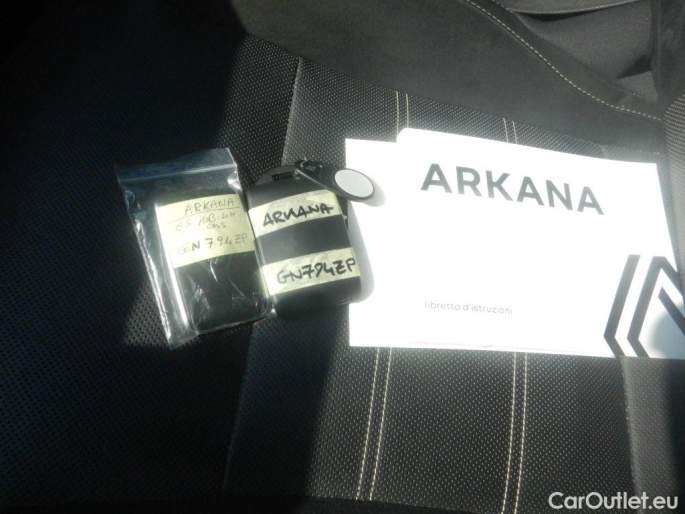 ARKANA
GN794ZP
ARKANA
GN794ZP
ARKANA
libretto d'istruzioni
CarOutlet.eu